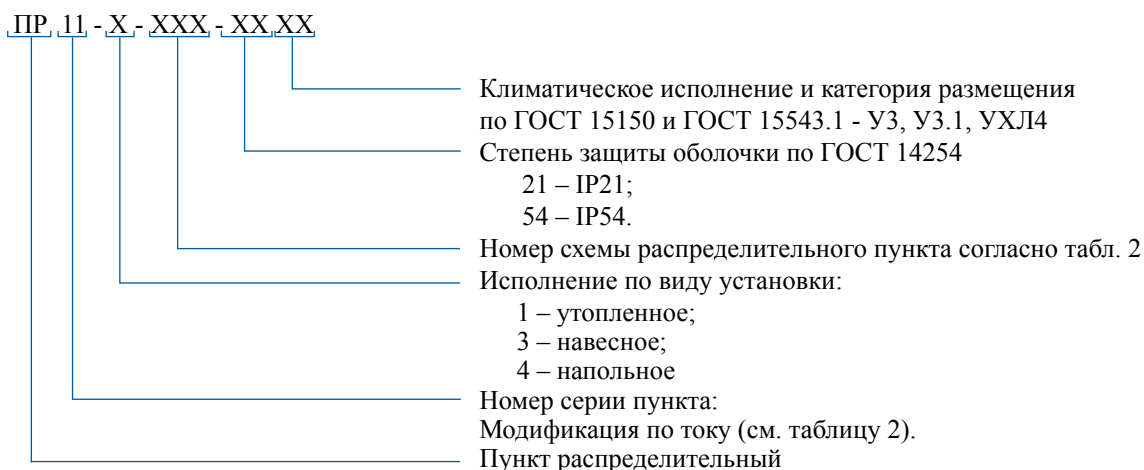 ПР 11 - Х - ХХХ - ХХ ХХ
Климатическое исполнение и категория размещения
по ГОСТ 15150 и ГОСТ 15543.1 - У3, У3.1, УХЛ4
Степень защиты оболочки по ГОСТ 14254
21 – IP21;
54 – IP54.
Номер схемы распределительного пункта согласно табл. 2
Исполнение по виду установки:
1 – утопленное;
3 – навесное;
4 – напольное
Номер серии пункта:
Модификация по току (см. таблицу 2).
Пункт распределительный